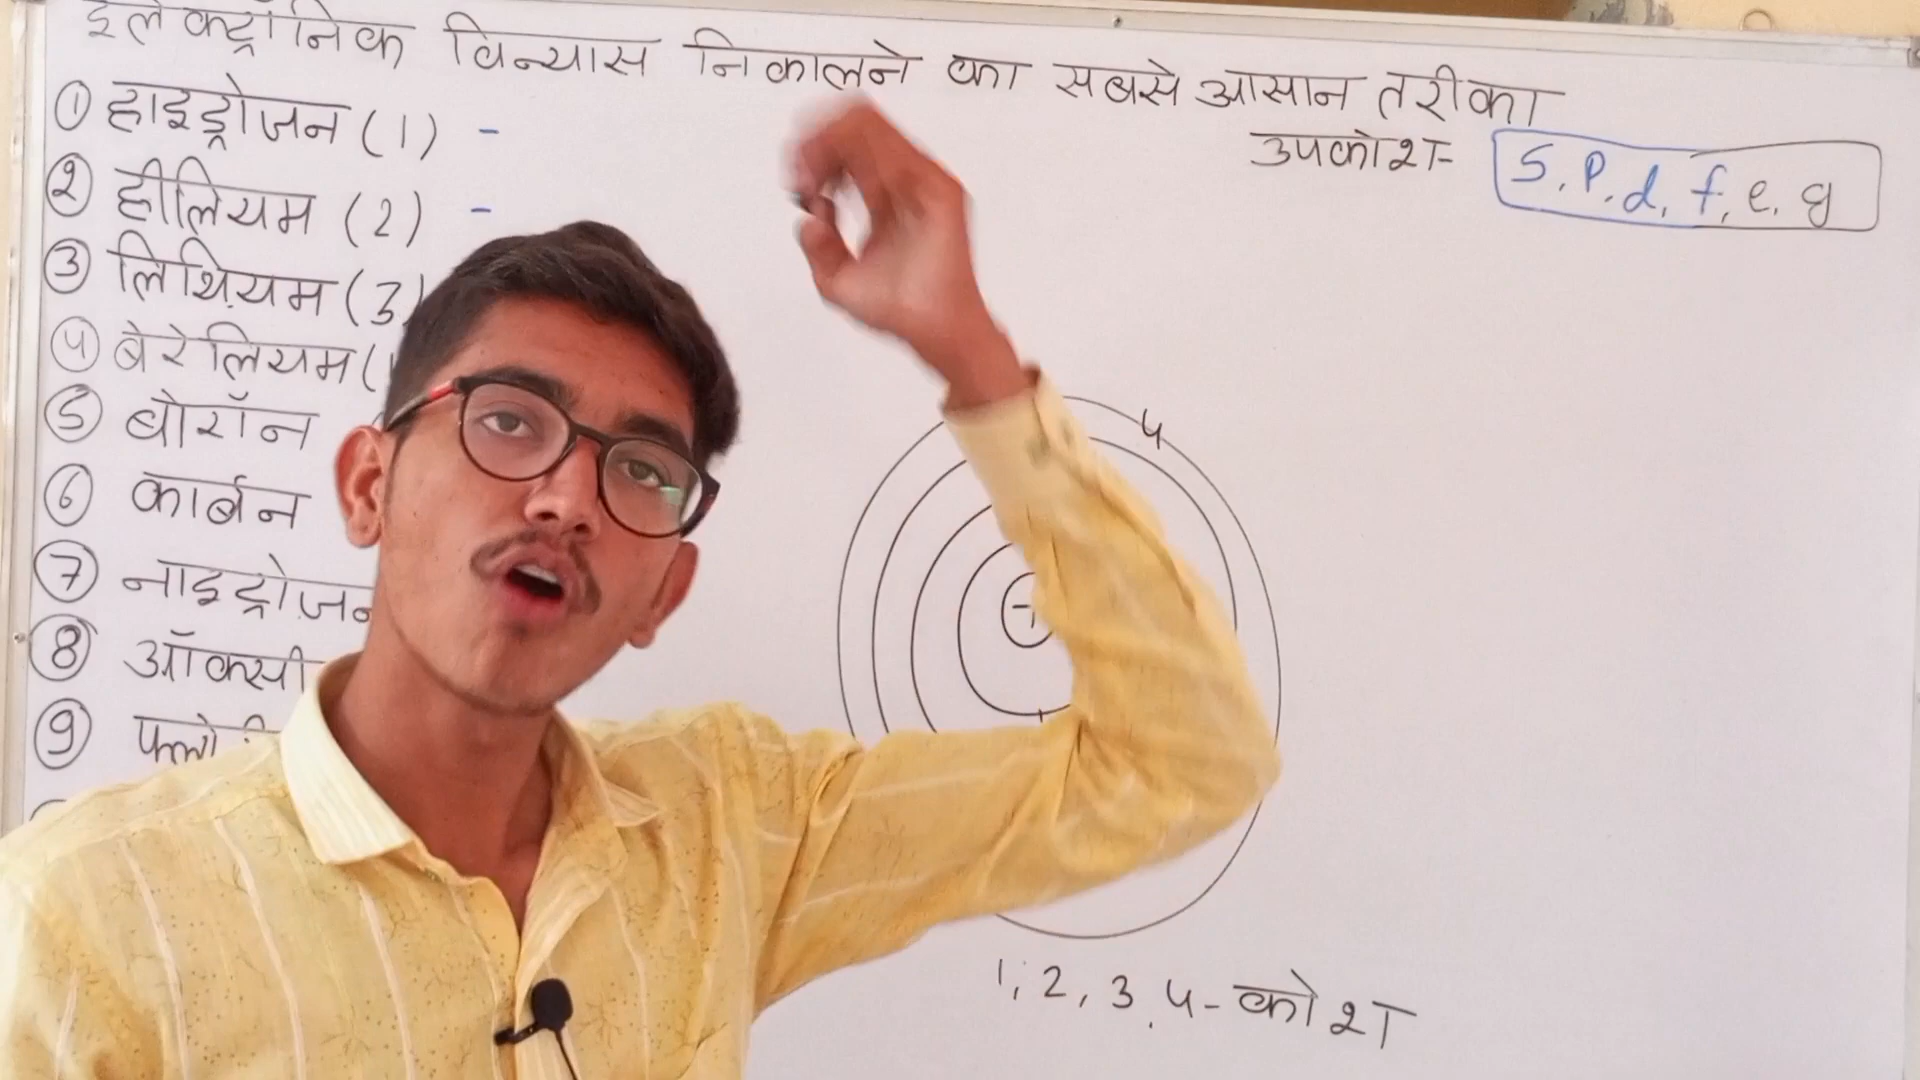 इलेक्ट्रॉनिक विन्यास निकालने का सबसे आसान तरीका
① हाइड्रोजन (1) -
② हीलियम (2) -
③ लिथियम (3)
④ बेरेलियम (
⑤ बोरॉन
⑥ कार्बन
⑦ नाइट्रोजन
⑧ ऑक्सी
⑨ फ्लो
उपकोश- S, P, d, f, e, g
4
+
1, 2, 3, 4 - कोश